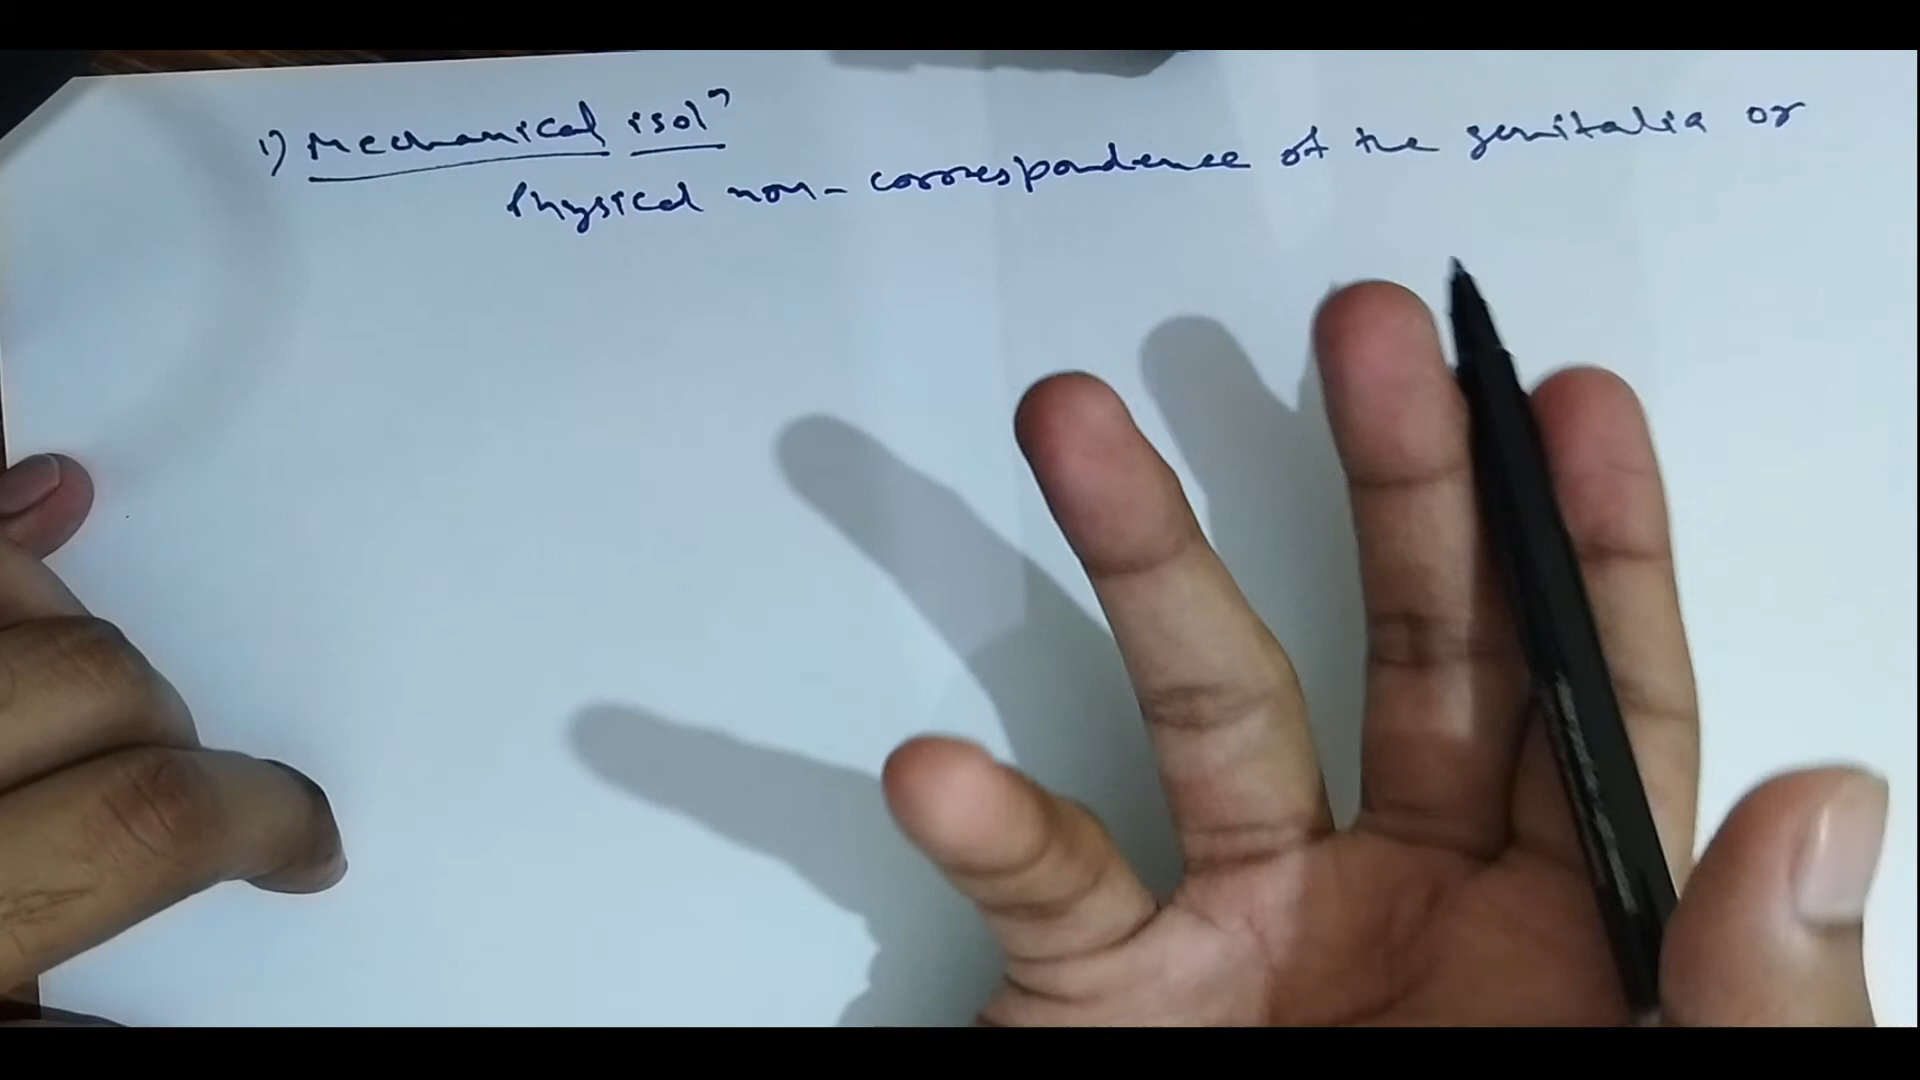 1) Mechanical isolⁿ
Physical non-correspondence of the genitalia or